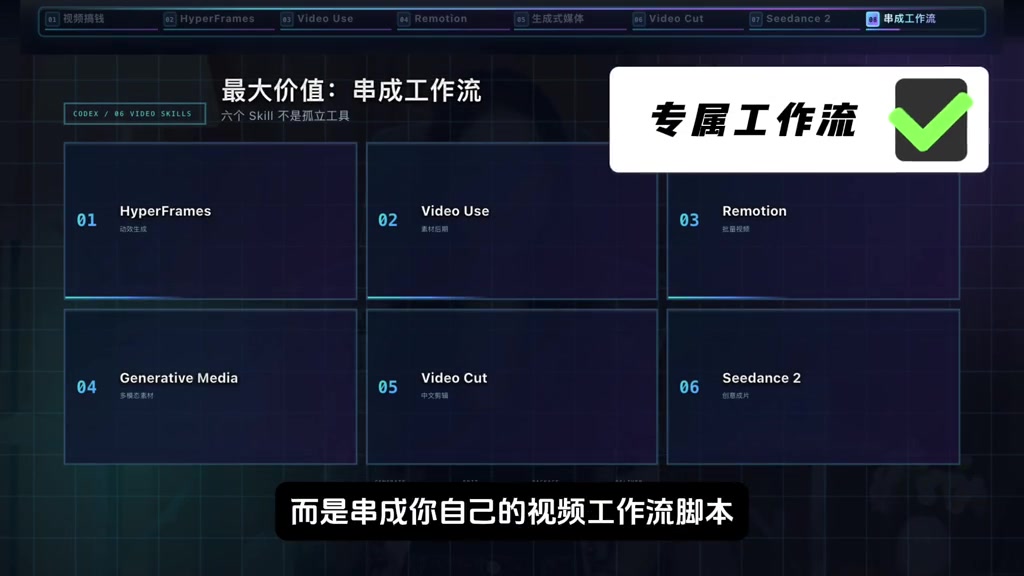 01 视频搞钱
02 HyperFrames
03 Video Use
04 Remotion
05 生成式媒体
06 Video Cut
07 Seedance 2
08 串成工作流
CODEX / 06 VIDEO SKILLS
最大价值：串成工作流
六个 Skill 不是孤立工具
专属工作流
01
HyperFrames
动效生成
02
Video Use
素材后期
03
Remotion
批量视频
04
Generative Media
多模态素材
05
Video Cut
中文剪辑
06
Seedance 2
创意成片
而是串成你自己的视频工作流脚本